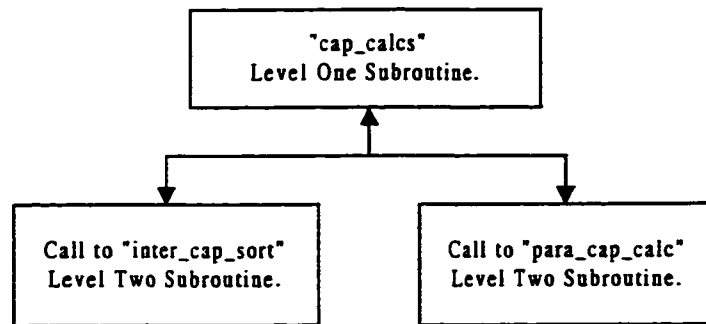 "cap_calcs"
Level One Subroutine.
Call to "inter_cap_sort"
Level Two Subroutine.
Call to "para_cap_calc"
Level Two Subroutine.